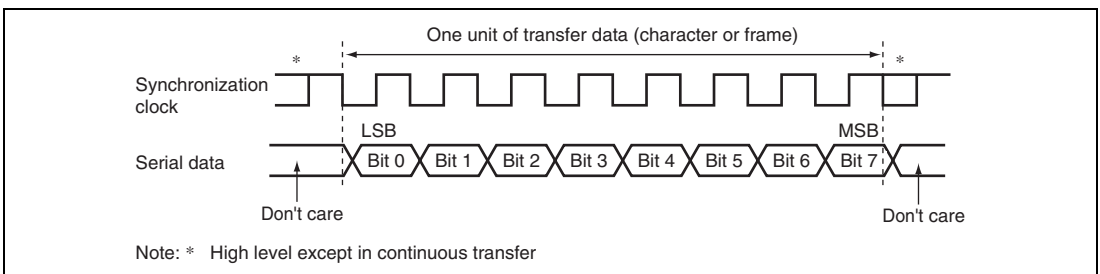 One unit of transfer data (character or frame)
* *
Synchronization
clock
LSB MSB
Serial data Bit 0 Bit 1 Bit 2 Bit 3 Bit 4 Bit 5 Bit 6 Bit 7
Don't care Don't care
Note: * High level except in continuous transfer